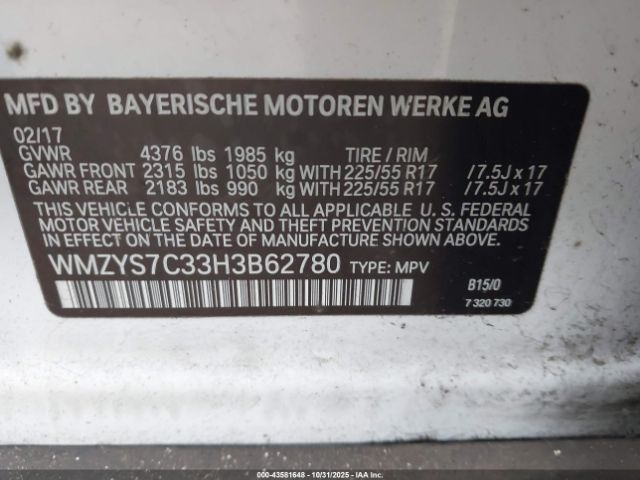 MFD BY BAYERISCHE MOTOREN WERKE AG
02/17
GVWR 4376 lbs 1985 kg TIRE / RIM
GAWR FRONT 2315 lbs 1050 kg WITH 225/55 R17 / 7.5J x 17
GAWR REAR 2183 lbs 990 kg WITH 225/55 R17 / 7.5J x 17
THIS VEHICLE CONFORMS TO ALL APPLICABLE U. S. FEDERAL
MOTOR VEHICLE SAFETY AND THEFT PREVENTION
STANDARDS IN EFFECT ON THE DATE OF MANUFACTURE SHOWN ABOVE.
WMZYS7C33H3B62780 TYPE: MPV
B15/0
7 320 730
© COPART - 43581648 - 10/31/2025 - IAAI.COM